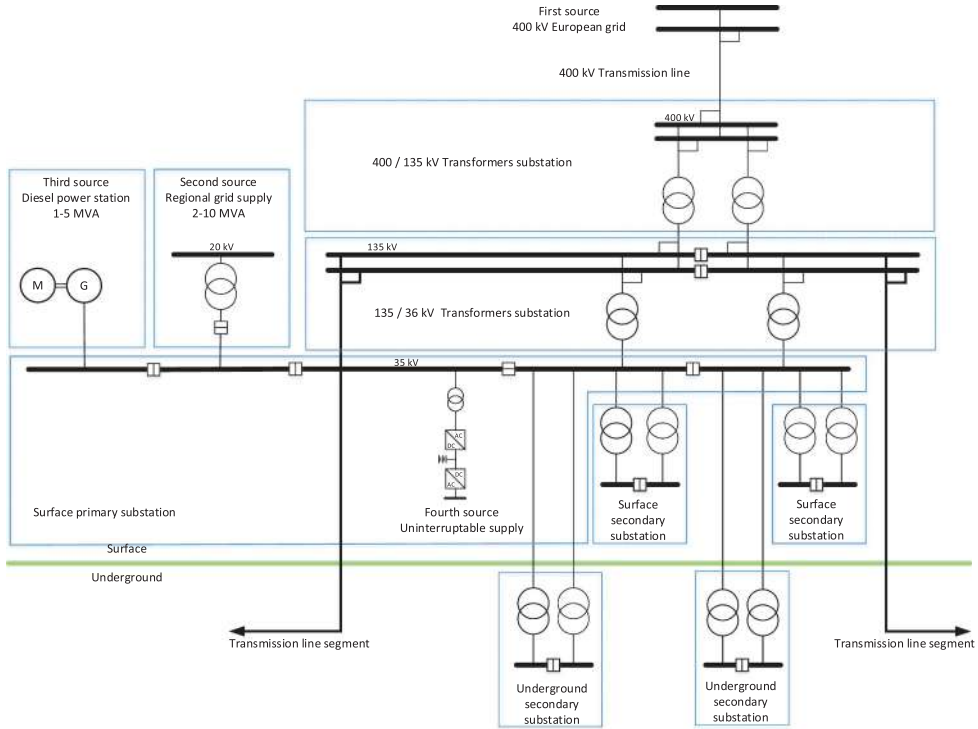 First source
400 kV European grid
400 kV Transmission line
400 kV
400 / 135 kV Transformers substation
Third source
Diesel power station
1-5 MVA
Second source
Regional grid supply
2-10 MVA
20 kV
135 kV
M
G
135 / 36 kV Transformers substation
35 kV
AC
DC
DC
AC
Surface primary substation
Fourth source
Uninterruptable supply
Surface
secondary
substation
Surface
secondary
substation
Surface
Underground
Transmission line segment
Transmission line segment
Underground
secondary
substation
Underground
secondary
substation